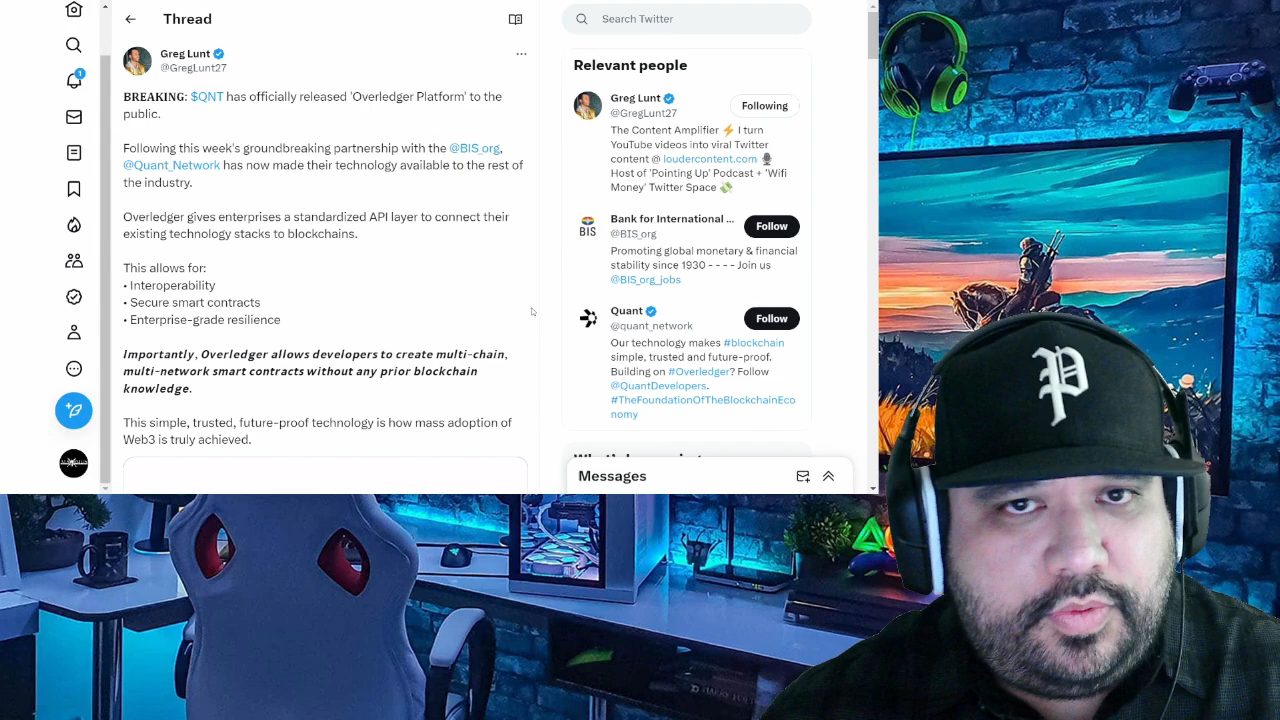 Thread
Search Twitter
Greg Lunt
@GregLunt27
BREAKING: $QNT has officially released 'Overledger Platform' to the
public.
Following this week's groundbreaking partnership with the @BIS_org,
@Quant_Network has now made their technology available to the rest of
the industry.
Overledger gives enterprises a standardized API layer to connect their
existing technology stacks to blockchains.
This allows for:
• Interoperability
• Secure smart contracts
• Enterprise-grade resilience
Importantly, Overledger allows developers to create multi-chain,
multi-network smart contracts without any prior blockchain
knowledge.
This simple, trusted, future-proof technology is how mass adoption of
Web3 is truly achieved.
1
Relevant people
Greg Lunt
@GregLunt27
Following
The Content Amplifier ⚡ I turn
YouTube videos into viral Twitter
content @ loudercontent.com 🎙
Host of 'Pointing Up' Podcast + 'Wifi
Money' Twitter Space 💸
BIS
Bank for International ...
@BIS_org
Follow
Promoting global monetary & financial
stability since 1930 - - - - Join us
@BIS_org_jobs
Quant
@quant_network
Follow
Our technology makes #blockchain
simple, trusted and future-proof.
Building on #Overledger? Follow
@QuantDevelopers.
#TheFoundationOfTheBlockchainEco
nomy
Messages
P